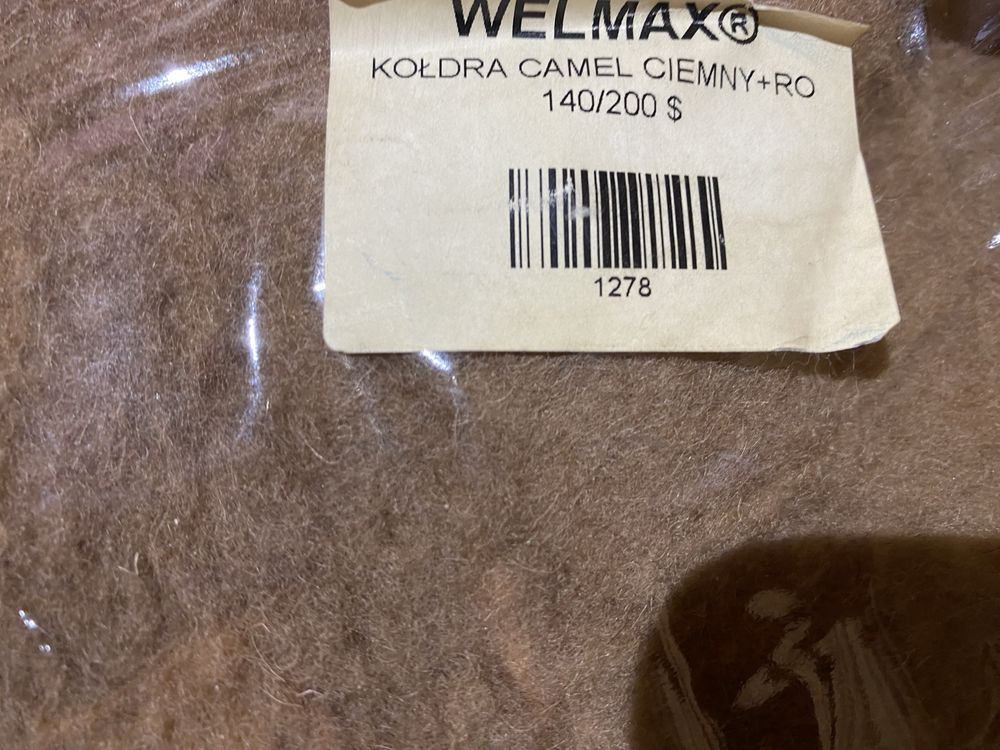 WELMAX®
KOŁDRA CAMEL CIEMNY+RO
140/200 $
1278